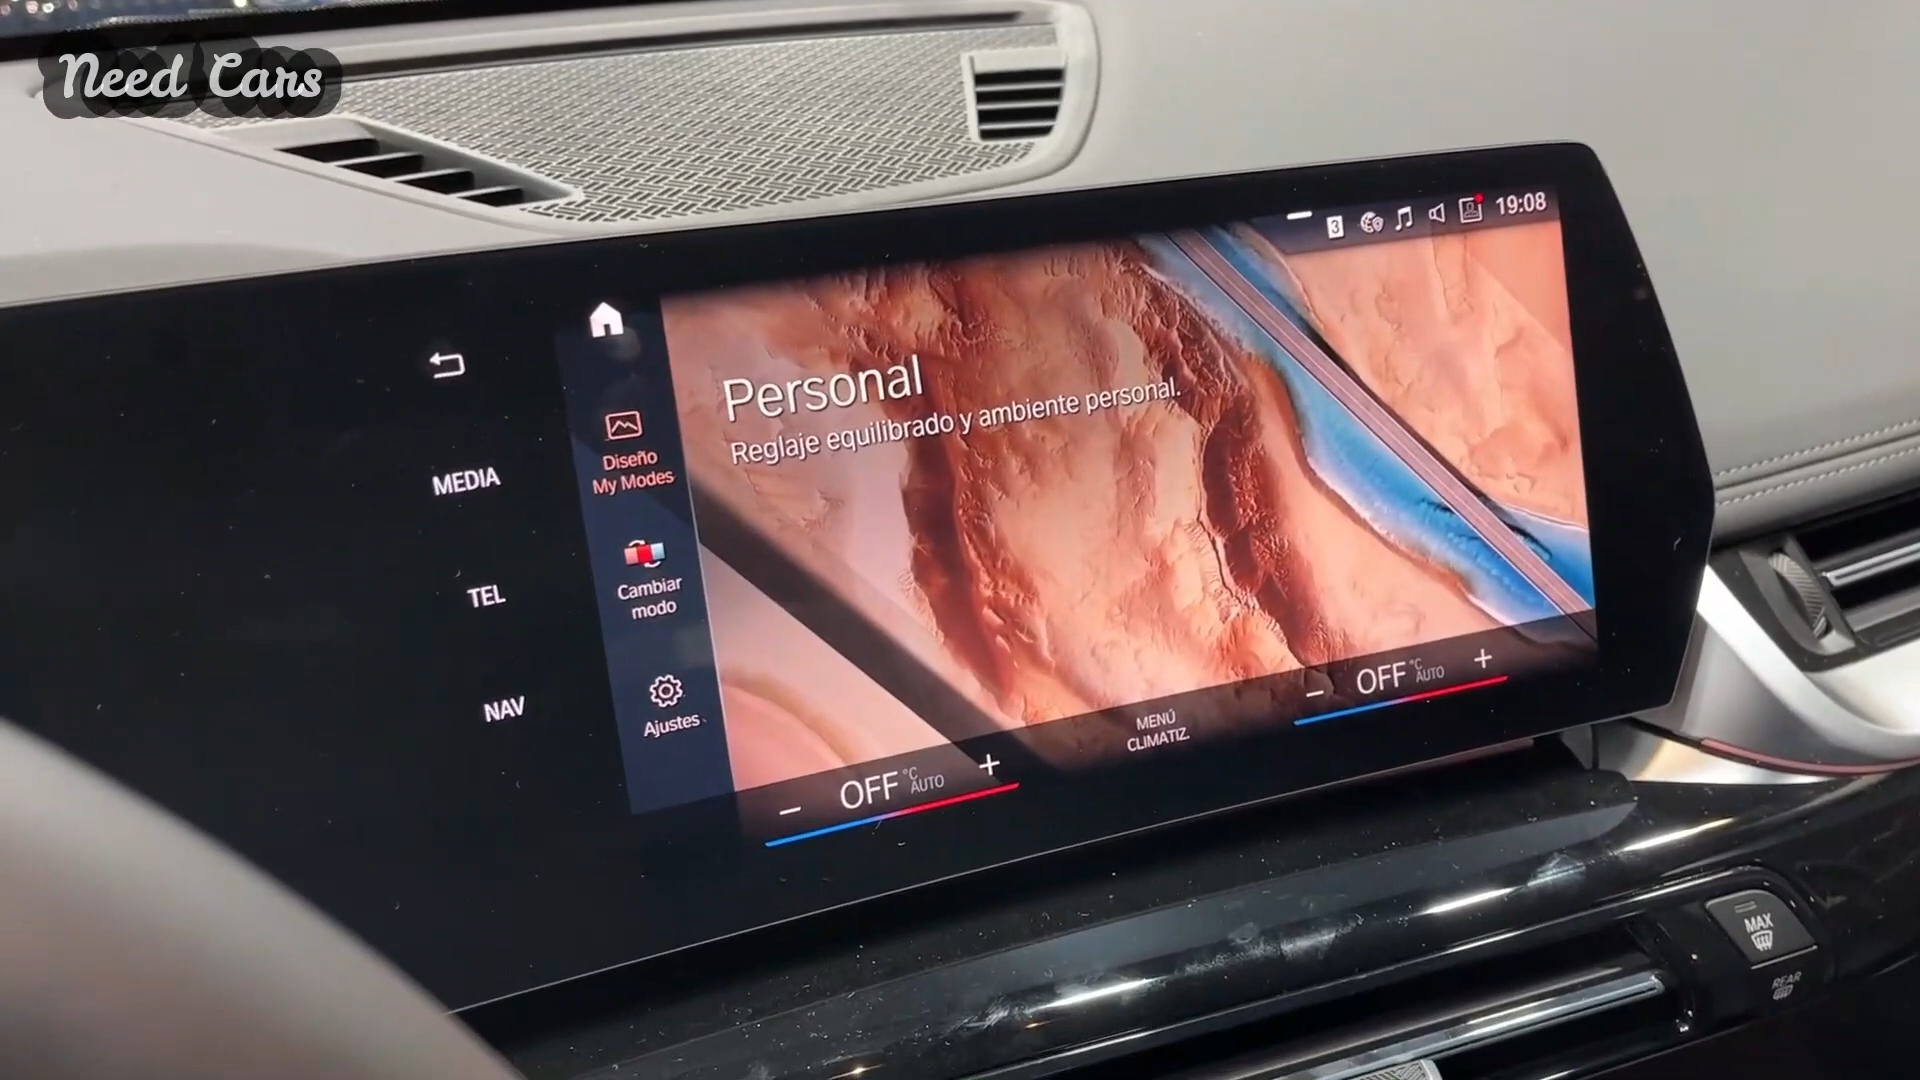 Need Cars
3
19:08
Personal
Reglaje equilibrado y ambiente personal.
MEDIA
TEL
NAV
Diseño
My Modes
Cambiar
modo
Ajustes
- OFF °C AUTO +
MENÚ
CLIMATIZ.
- OFF °C AUTO +
MAX
REAR